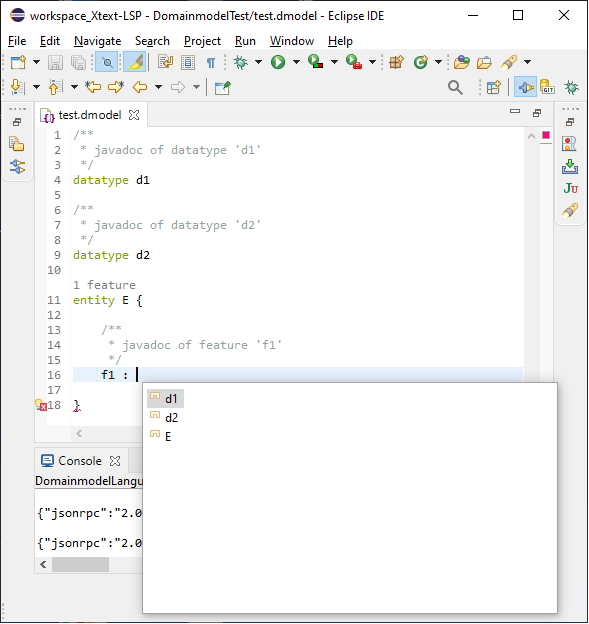 workspace_Xtext-LSP - DomainmodelTest/test.dmodel - Eclipse IDE
File Edit Navigate Search Project Run Window Help
GIT
test.dmodel
1 /**
2 * javadoc of datatype 'd1'
3 */
4 datatype d1
5
6 /**
7 * javadoc of datatype 'd2'
8 */
9 datatype d2
10
1 feature
11 entity E {
12
13 /**
14 * javadoc of feature 'f1'
15 */
16 f1 :
17
18 }
d1
d2
E
JU
Console
DomainmodelLangu
{"jsonrpc":"2.0
{"jsonrpc":"2.0